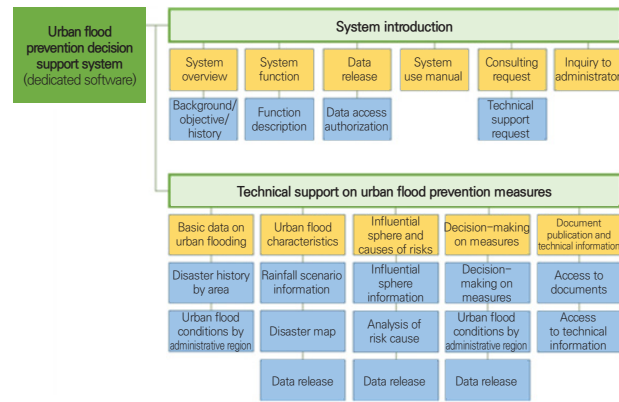 Urban flood
prevention decision
support system
(dedicated software)
System introduction
System
overview
System
function
Data
release
System
use manual
Consulting
request
Inquiry to
administrator
Background/
objective/
history
Function
description
Data access
authorization
Technical
support
request
Technical support on urban flood prevention measures
Basic data on
urban flooding
Urban flood
characteristics
Influential
sphere and
causes of risks
Decision-making
on measures
Document
publication and
technical information
Disaster history
by area
Rainfall scenario
information
Influential
sphere
information
Decision-
making on
measures
Access to
documents
Urban flood
conditions by
administrative region
Disaster map
Analysis of
risk cause
Urban flood
conditions by
administrative region
Access
to technical
information
Data release
Data release
Data release